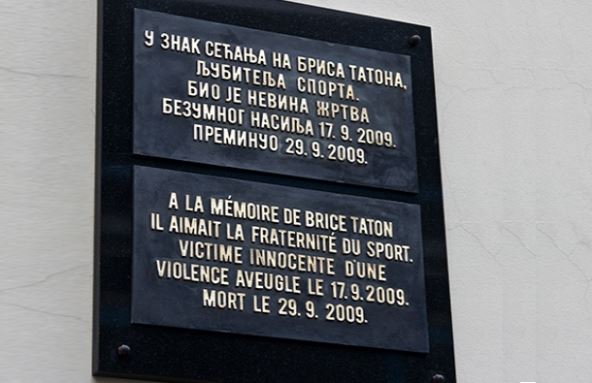 У ЗНАК СЕЋАЊА НА БРИСА ТАТОНА,
ЉУБИТЕЉА СПОРТА.
БИО ЈЕ НЕВИНА ЖРТВА
БЕЗУМНОГ НАСИЉА 17. 9. 2009.
ПРЕМИНУО 29. 9. 2009.
A LA MÉMOIRE DE BRICE TATON
IL AIMAIT LA FRATERNITÉ DU SPORT.
VICTIME INNOCENTE D'UNE
VIOLENCE AVEUGLE LE 17. 9. 2009.
MORT LE 29. 9. 2009.